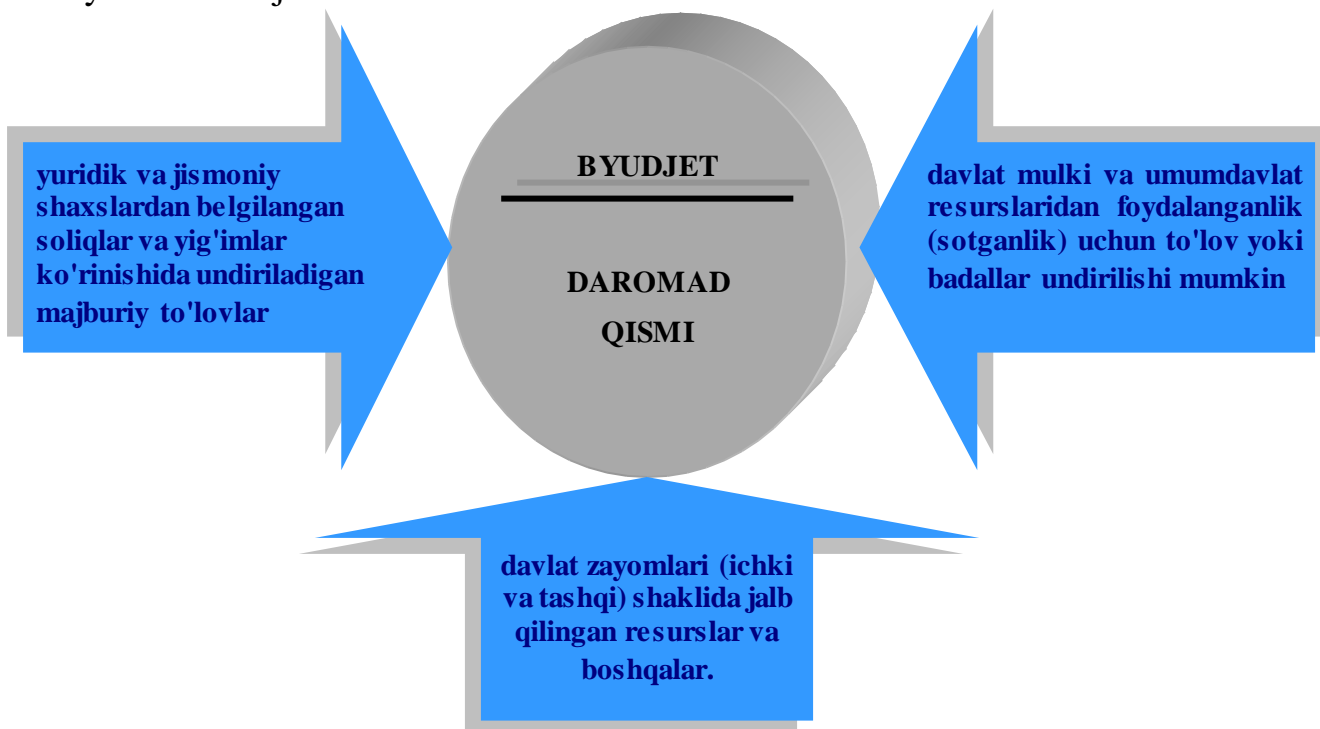 yuridik va jismoniy
shaxslardan belgilangan
soliqlar va yig'imlar
ko'rinishida undiriladigan
majburiy to'lovlar
BYUDJET
DAROMAD
QISMI
davlat mulki va umumdavlat
resurslaridan foydalanganlik
(sotganlik) uchun to'lov yoki
badallar undirilishi mumkin
davlat zayomlari (ichki
va tashqi) shaklida jalb
qilingan resurslar va
boshqalar.